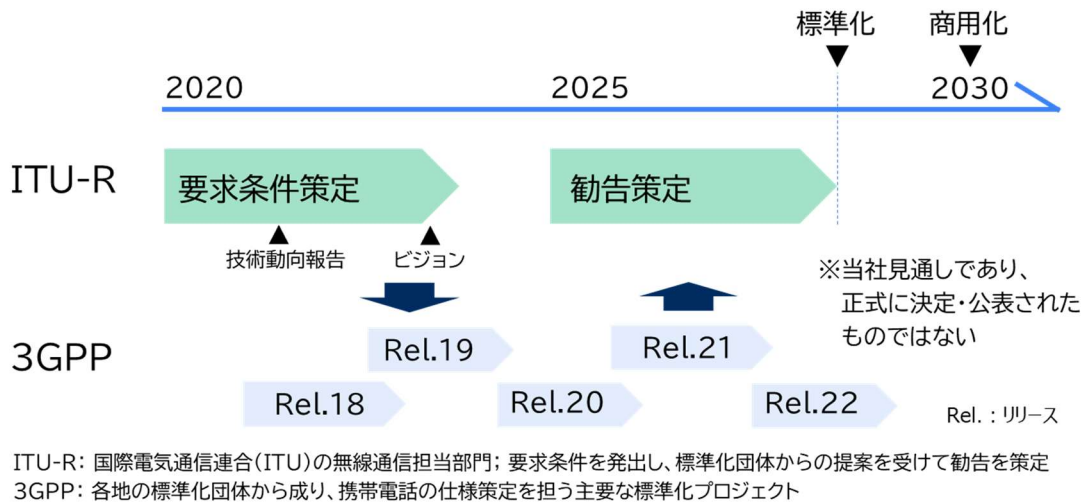 標準化
商用化
2020
2025
2030
ITU-R
要求条件策定
勧告策定
技術動向報告
ビジョン
※当社見通しであり、
正式に決定・公表された
ものではない
3GPP
Rel.19
Rel.21
Rel.18
Rel.20
Rel.22
Rel. : リリース
ITU-R: 国際電気通信連合(ITU)の無線通信担当部門; 要求条件を発出し、標準化団体からの提案を受けて勧告を策定
3GPP: 各地の標準化団体から成り、携帯電話の仕様策定を担う主要な標準化プロジェクト